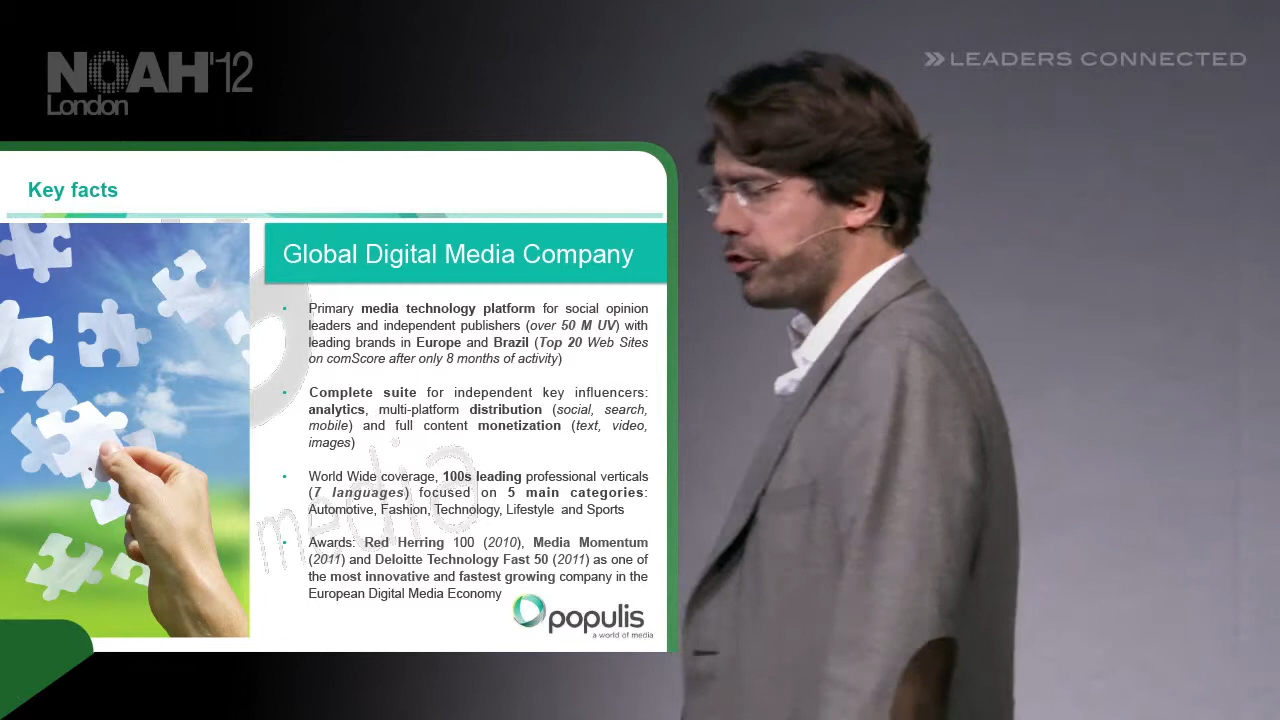 NOAH'12
London
LEADERS CONNECTED
Key facts
Global Digital Media Company
• Primary media technology platform for social opinion
leaders and independent publishers (over 50 M UV) with
leading brands in Europe and Brazil (Top 20 Web Sites
on comScore after only 8 months of activity)
• Complete suite for independent key influencers:
analytics, multi-platform distribution (social, search,
mobile) and full content monetization (text, video,
images)
• World Wide coverage, 100s leading professional verticals
(7 languages) focused on 5 main categories:
Automotive, Fashion, Technology, Lifestyle and Sports
• Awards: Red Herring 100 (2010), Media Momentum
(2011) and Deloitte Technology Fast 50 (2011) as one of
the most innovative and fastest growing company in the
European Digital Media Economy
populis
a world of media
media